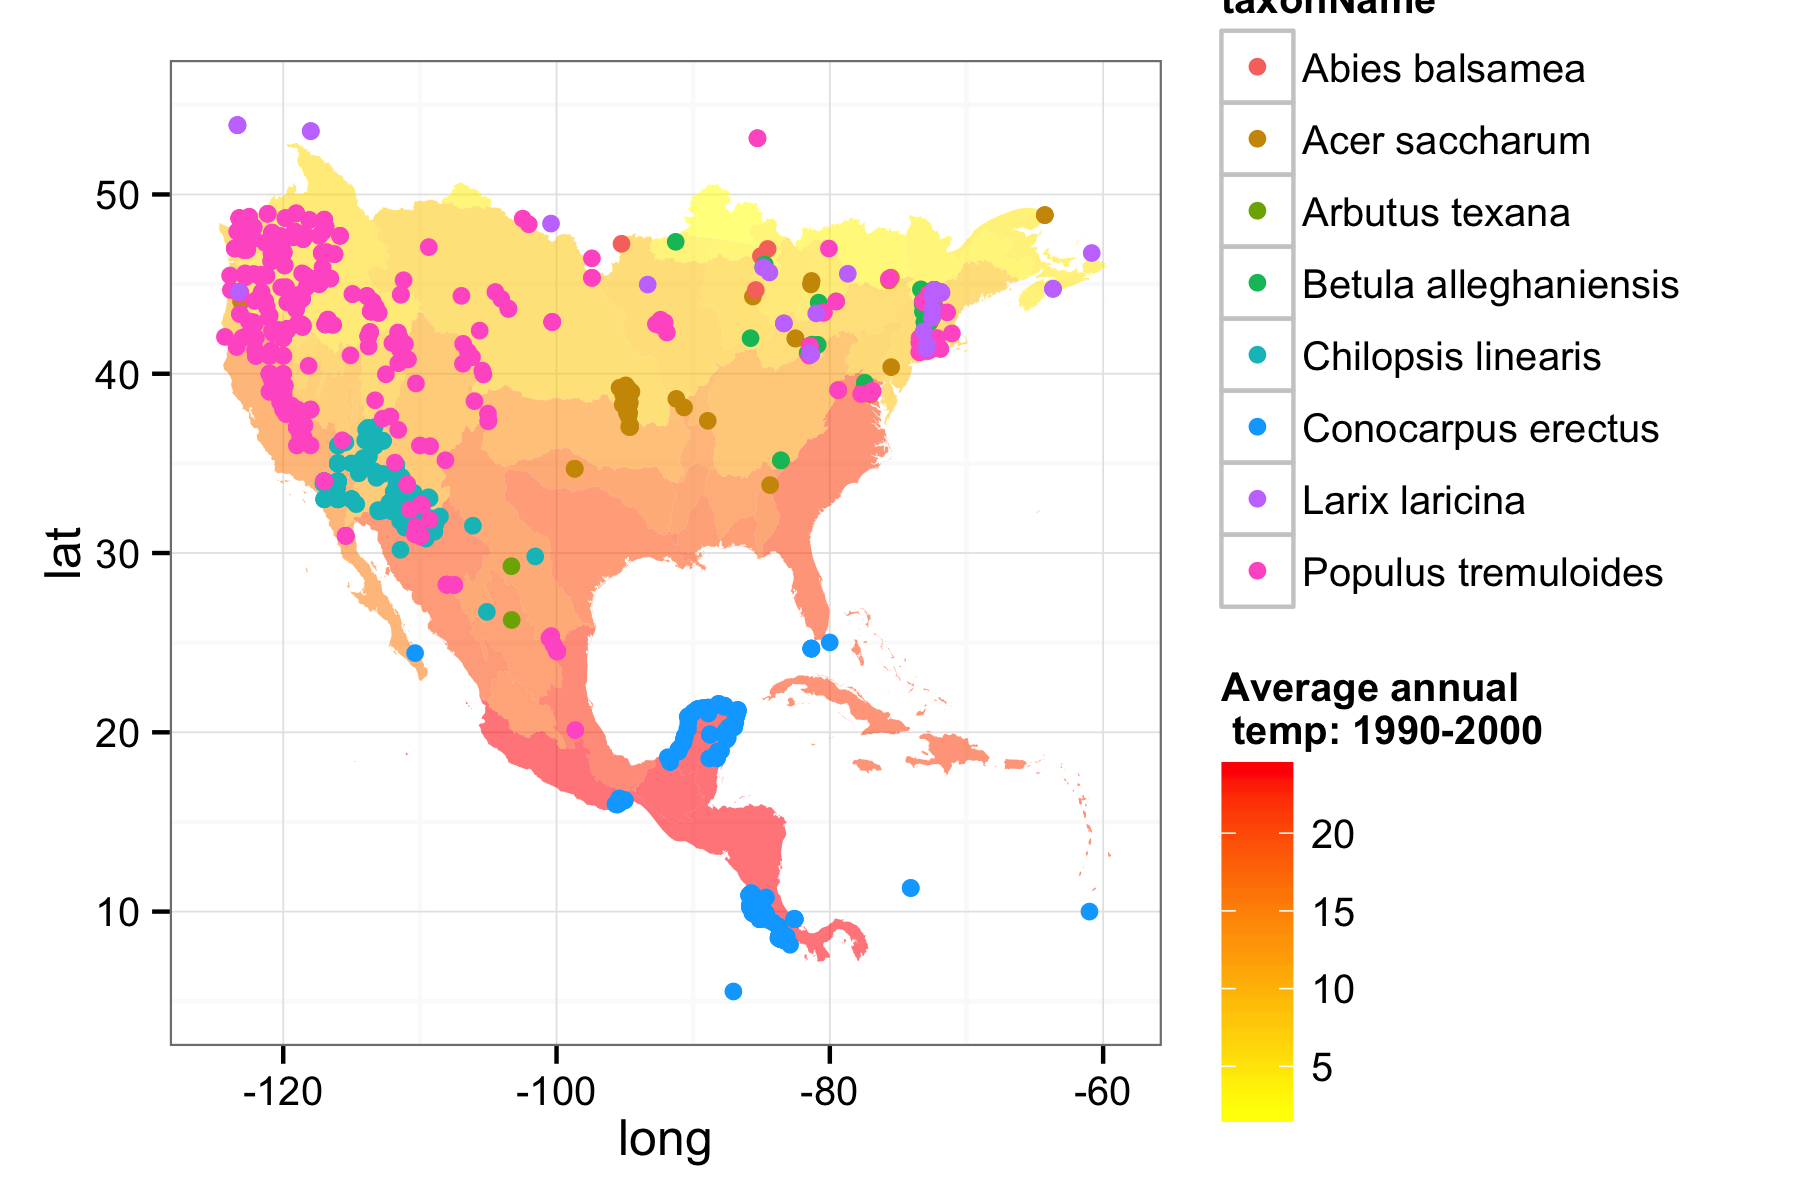 taxonName
Abies balsamea
Acer saccharum
Arbutus texana
Betula alleghaniensis
Chilopsis linearis
Conocarpus erectus
Larix laricina
Populus tremuloides
Average annual
temp: 1990-2000
20
15
10
5
lat
50
40
30
20
10
-120
-100
-80
-60
long